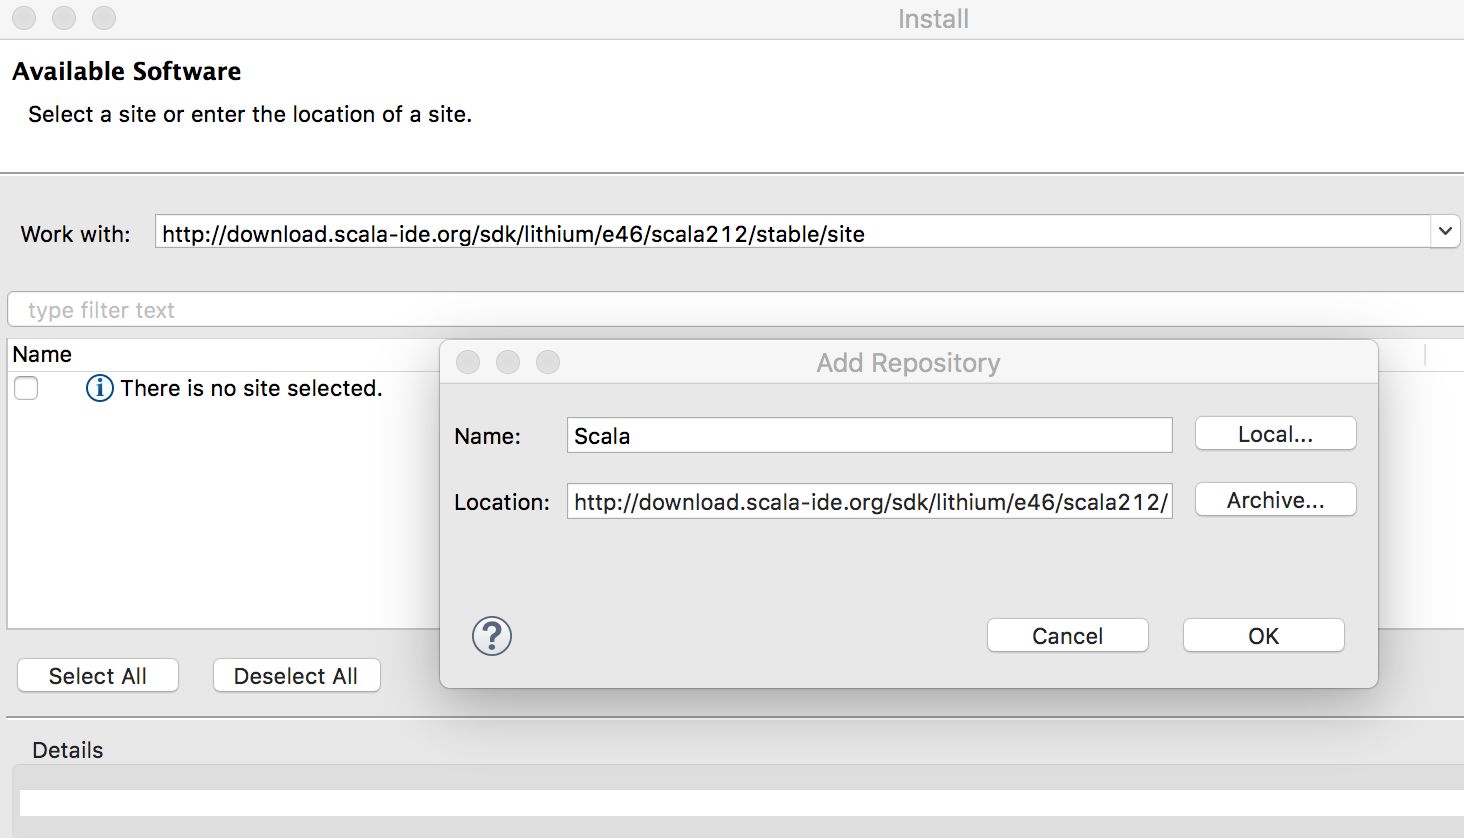 Install
Available Software
Select a site or enter the location of a site.
Work with: http://download.scala-ide.org/sdk/lithium/e46/scala212/stable/site
type filter text
Name
There is no site selected.
Add Repository
Name: Scala Local...
Location: http://download.scala-ide.org/sdk/lithium/e46/scala212/ Archive...
? Cancel OK
Select All Deselect All
Details